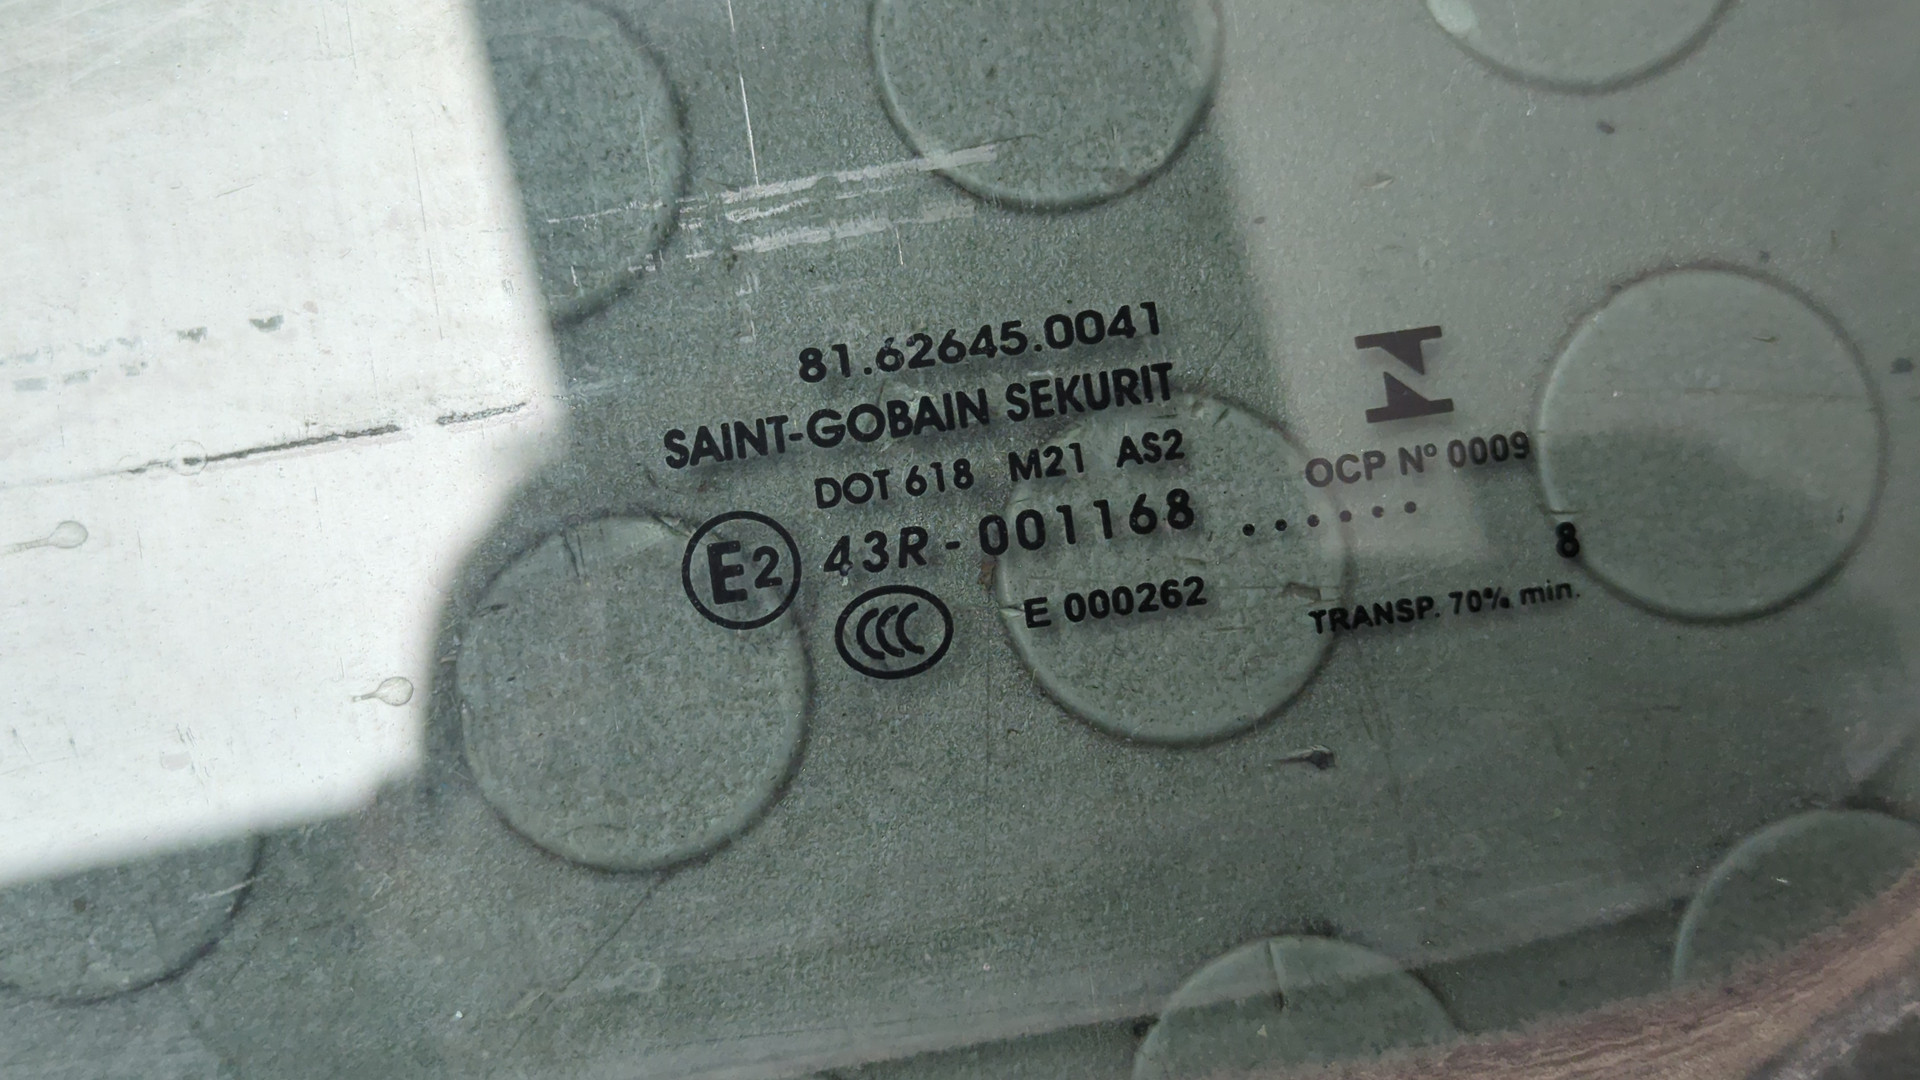 81.62645.0041
SAINT-GOBAIN SEKURIT
DOT 618 M21 AS2
OCP Nº 0009
E2 43R-001168 ......
8
CCC E 000262
TRANSP. 70% min.